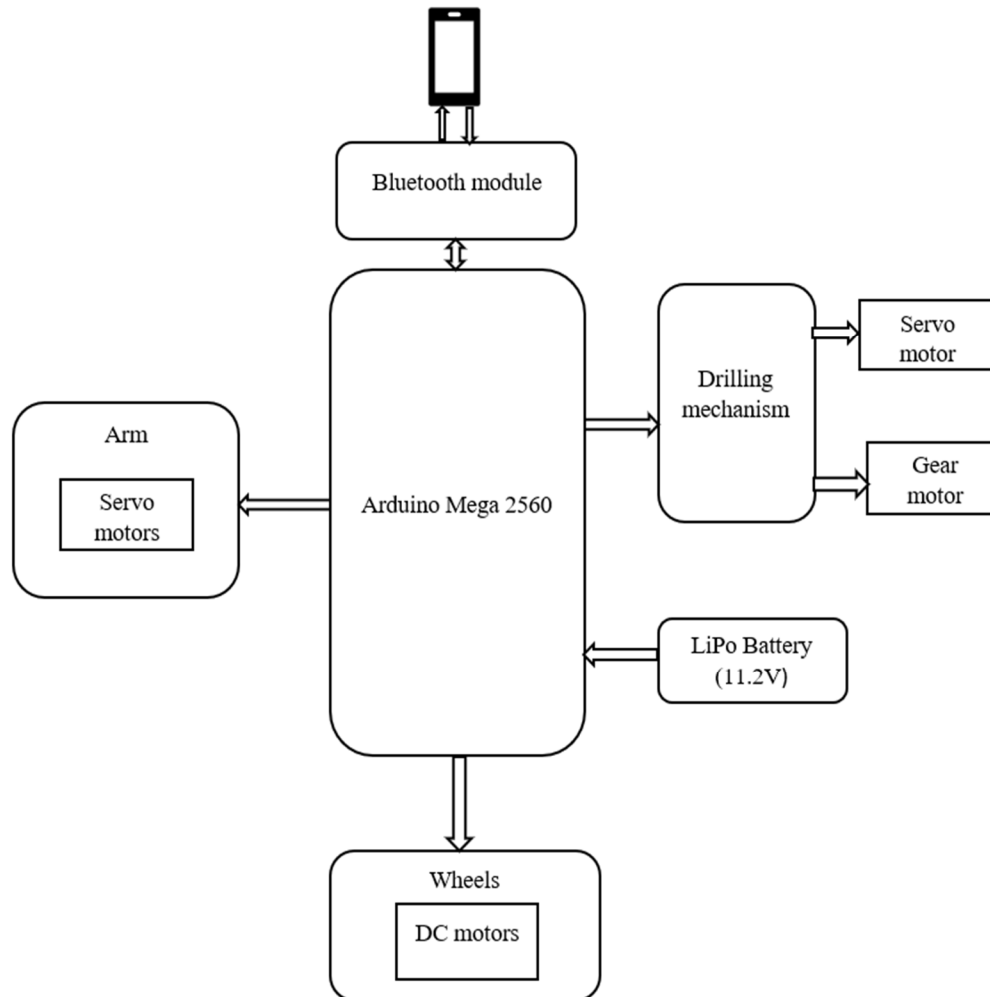 Bluetooth module
Servo
motor
Drilling
mechanism
Arm
Servo
motors
Arduino Mega 2560
Gear
motor
LiPo Battery
(11.2V)
Wheels
DC motors